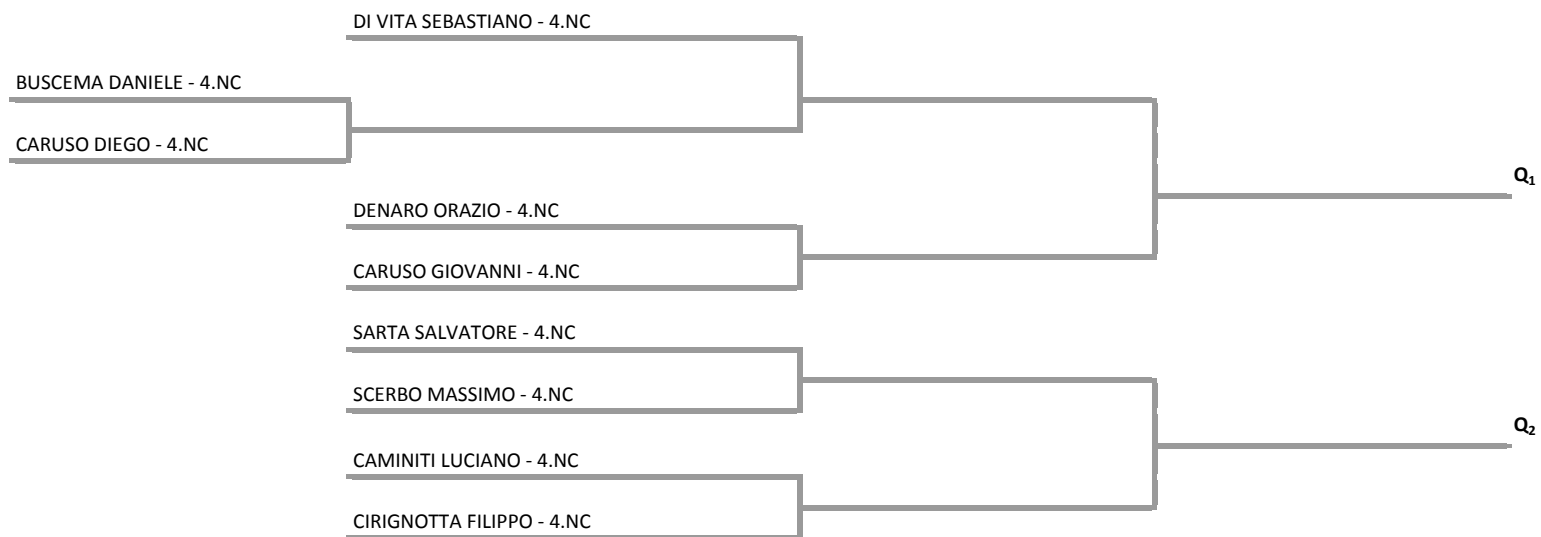 DI VITA SEBASTIANO - 4.NC
BUSCEMA DANIELE - 4.NC
CARUSO DIEGO - 4.NC
Q₁
DENARO ORAZIO - 4.NC
CARUSO GIOVANNI - 4.NC
SARTA SALVATORE - 4.NC
SCERBO MASSIMO - 4.NC
Q₂
CAMINITI LUCIANO - 4.NC
CIRIGNOTTA FILIPPO - 4.NC